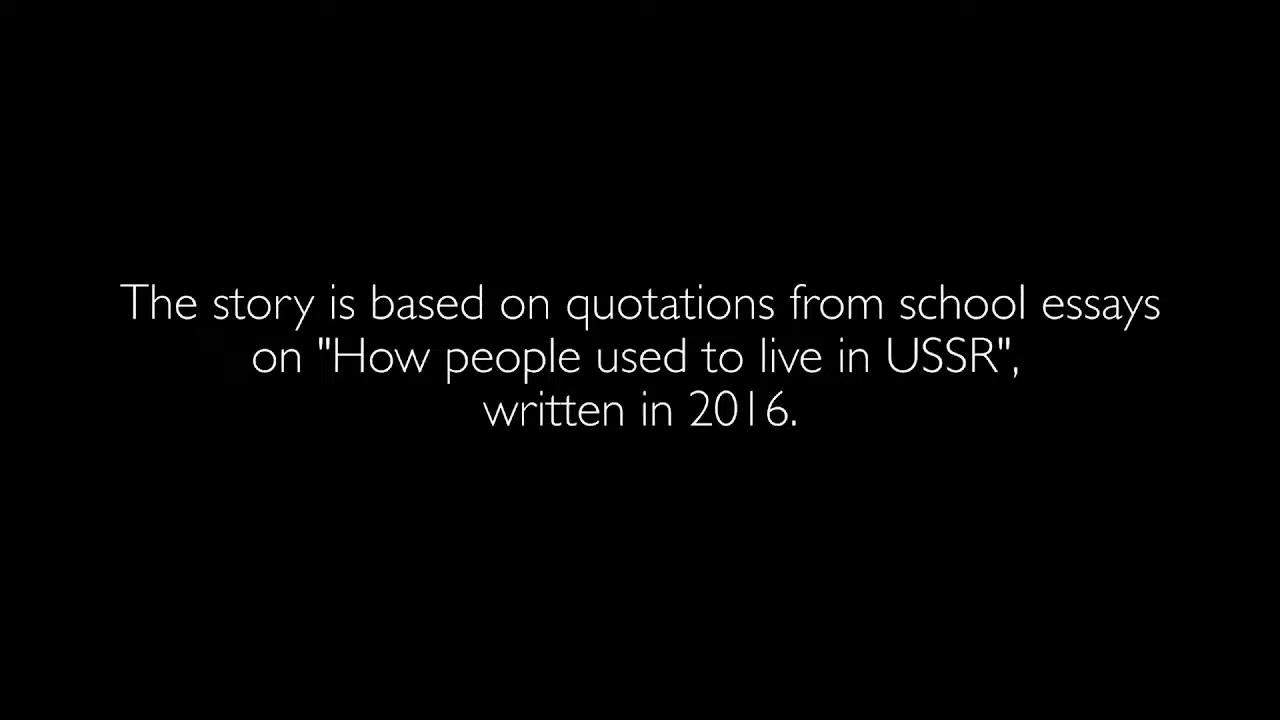 The story is based on quotations from school essays
on "How people used to live in USSR",
written in 2016.